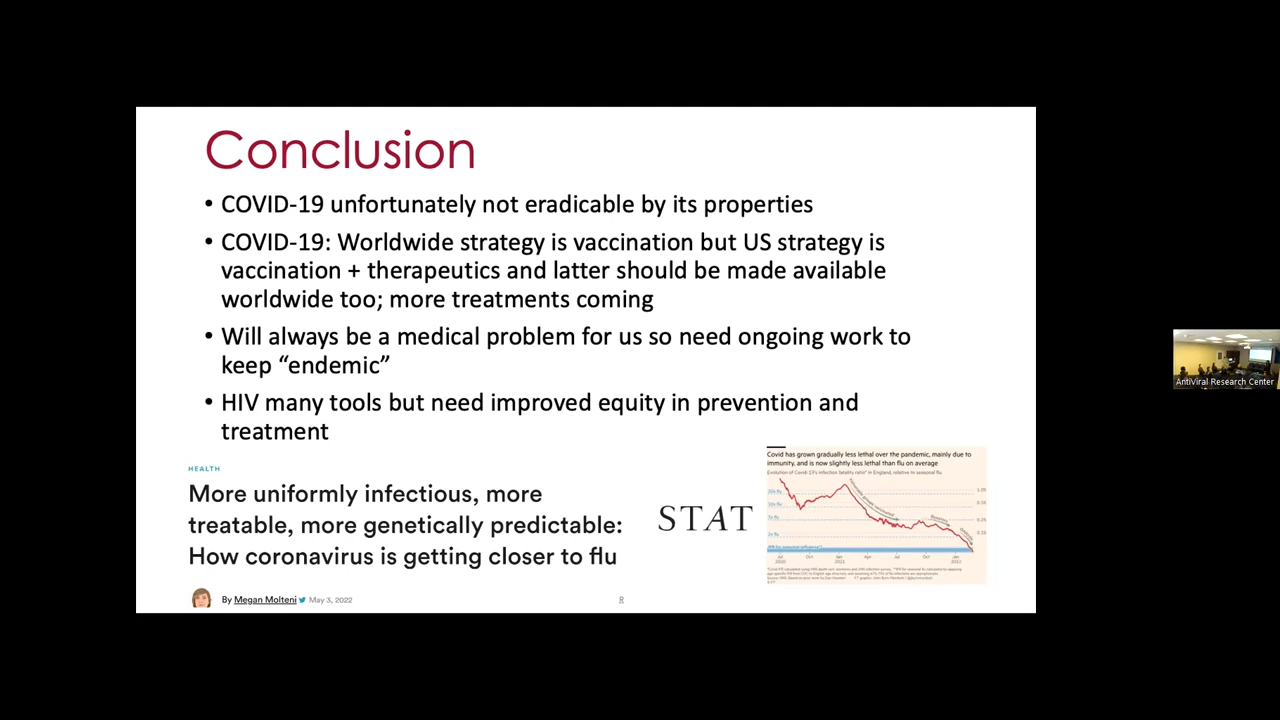 Conclusion
• COVID-19 unfortunately not eradicable by its properties
• COVID-19: Worldwide strategy is vaccination but US strategy is
vaccination + therapeutics and latter should be made available
worldwide too; more treatments coming
• Will always be a medical problem for us so need ongoing work to
keep “endemic”
• HIV many tools but need improved equity in prevention and
treatment
HEALTH
More uniformly infectious, more
treatable, more genetically predictable:
How coronavirus is getting closer to flu
By Megan Molteni May 3, 2022
R
STAT
Covid has grown gradually less lethal over the pandemic, mainly due to
immunity, and is now slightly less lethal than flu on average
Evolution of Covid-19's infection fatality ratio* in England, relative to seasonal flu
AntiViral Research Center